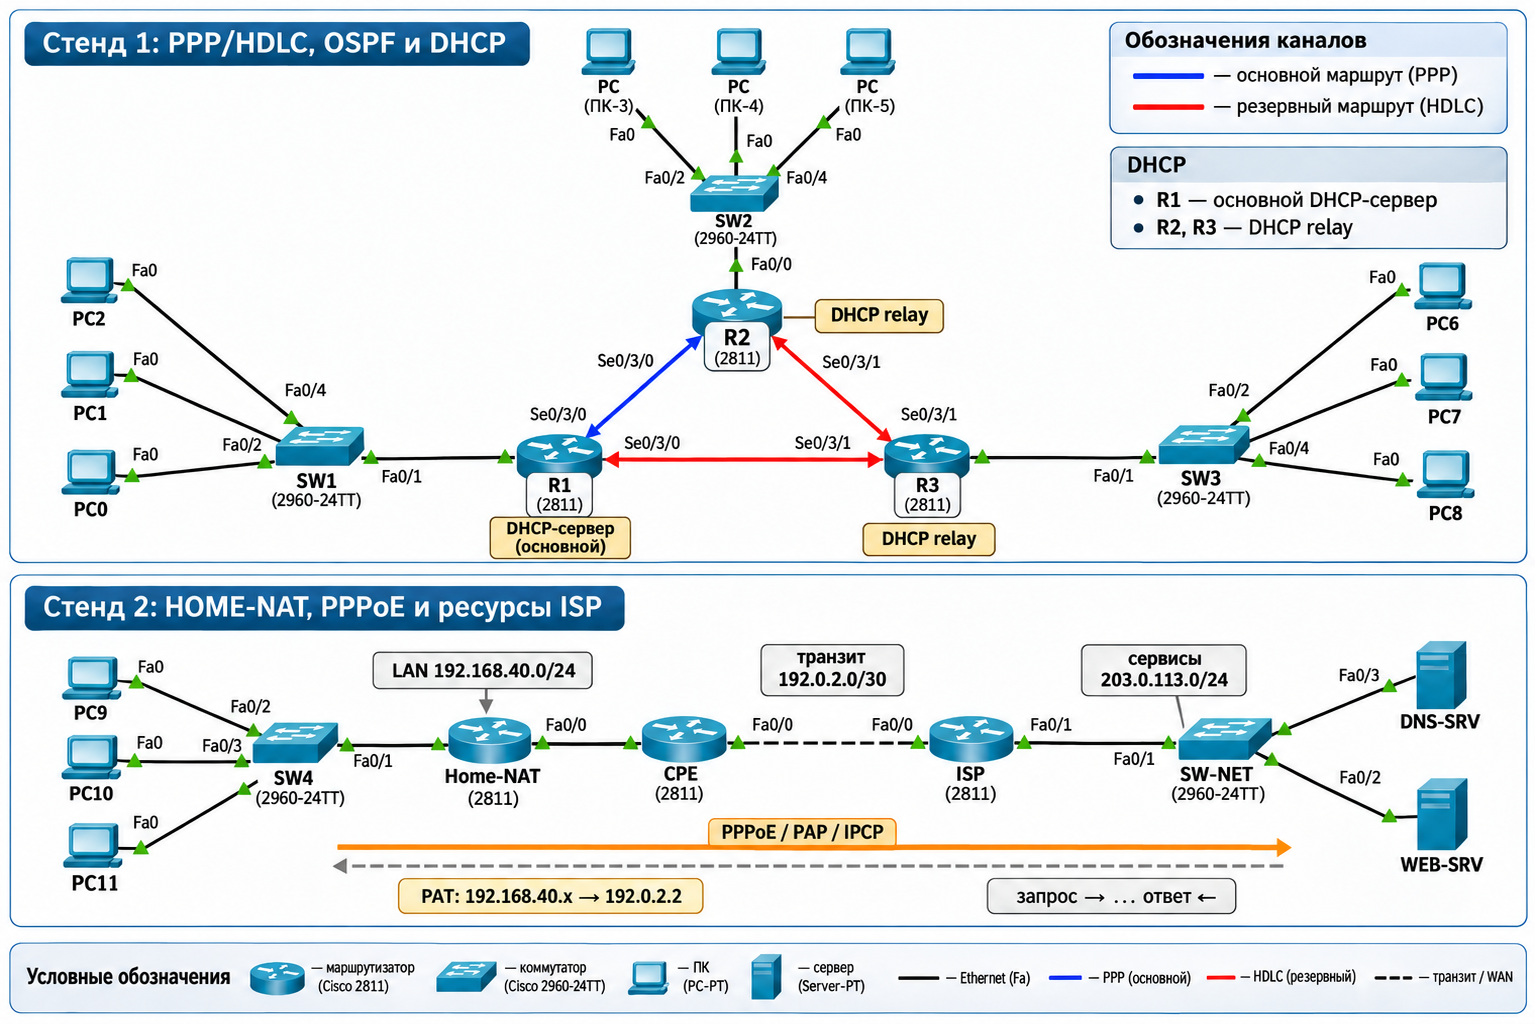 Стенд 1: PPP/HDLC, OSPF и DHCP
Обозначения каналов
— основной маршрут (PPP)
— резервный маршрут (HDLC)
DHCP
• R1 — основной DHCP-сервер
• R2, R3 — DHCP relay
PC
(ПК-3)
PC
(ПК-4)
PC
(ПК-5)
Fa0
Fa0
Fa0
Fa0/2
Fa0/4
SW2
(2960-24TT)
Fa0/0
R2
(2811)
DHCP relay
Fa0
PC2
Fa0
PC1
Fa0
PC0
Fa0/4
Fa0/2
SW1
(2960-24TT)
Fa0/1
Se0/3/0
Se0/3/0
Se0/3/0
R1
(2811)
DHCP-сервер
(основной)
Se0/3/1
Se0/3/1
Se0/3/1
R3
(2811)
DHCP relay
Fa0/1
Fa0/2
Fa0/4
SW3
(2960-24TT)
Fa0
PC6
Fa0
PC7
Fa0
PC8
Стенд 2: HOME-NAT, PPPoE и ресурсы ISP
Fa0
PC9
Fa0
PC10
Fa0
PC11
Fa0/2
Fa0/3
SW4
(2960-24TT)
Fa0/1
LAN 192.168.40.0/24
Home-NAT
(2811)
Fa0/0
CPE
(2811)
Fa0/0
транзит
192.0.2.0/30
Fa0/0
ISP
(2811)
Fa0/1
сервисы
203.0.113.0/24
Fa0/1
SW-NET
(2960-24TT)
Fa0/3
DNS-SRV
Fa0/2
WEB-SRV
PPPoE / PAP / IPCP
PAT: 192.168.40.x → 192.0.2.2
запрос → ... ответ ←
Условные обозначения
— маршрутизатор
(Cisco 2811)
— коммутатор
(Cisco 2960-24TT)
— ПК
(PC-PT)
— сервер
(Server-PT)
— Ethernet (Fa)
— PPP (основной)
— HDLC (резервный)
— транзит / WAN